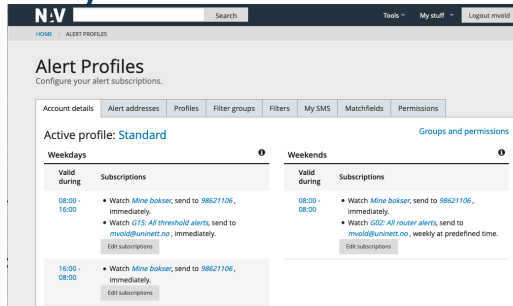 NAV
Search
Tools
My stuff
Logout mvold
HOME / ALERT PROFILES
Alert Profiles
Configure your alert subscriptions.
Account details
Alert addresses
Profiles
Filter groups
Filters
My SMS
Matchfields
Permissions
Active profile: Standard
Groups and permissions
Weekdays
Valid during
Subscriptions
08:00 -
16:00
• Watch Mine bokser, send to 98621106 ,
immediately.
• Watch G15: All threshold alerts, send to
mvold@uninett.no , immediately.
Edit subscriptions
16:00 -
08:00
• Watch Mine bokser, send to 98621106 ,
immediately.
Edit subscriptions
Weekends
Valid during
Subscriptions
08:00 -
08:00
• Watch Mine bokser, send to 98621106 ,
immediately.
• Watch G02: All router alerts, send to
mvold@uninett.no , weekly at predefined time.
Edit subscriptions